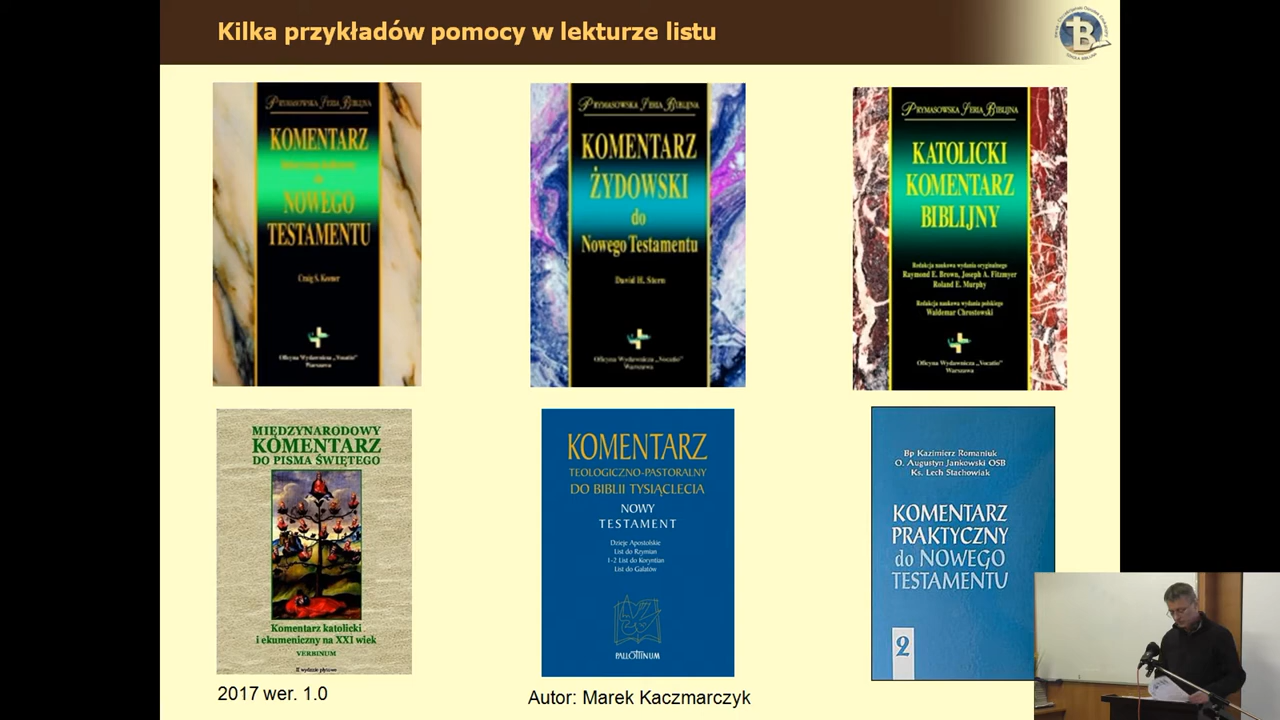 Kilka przykładów pomocy w lekturze listu
PRYMASOWSKA SERIA BIBLIJNA
KOMENTARZ
do
NOWEGO
TESTAMENTU
Craig S. Keener
Oficyna Wydawnicza „Vocatio"
Warszawa
PRYMASOWSKA SERIA BIBLIJNA
KOMENTARZ
ŻYDOWSKI
do
Nowego Testamentu
David H. Stern
Oficyna Wydawnicza „Vocatio"
Warszawa
PRYMASOWSKA SERIA BIBLIJNA
KATOLICKI
KOMENTARZ
BIBLIJNY
Redakcja naukowa wydania oryginalnego
Raymond E. Brown, Joseph A. Fitzmyer
Roland E. Murphy
Redakcja naukowa wydania polskiego
Waldemar Chrostowski
Oficyna Wydawnicza „Vocatio"
Warszawa
MIĘDZYNARODOWY
KOMENTARZ
DO PISMA ŚWIĘTEGO
Komentarz katolicki
i ekumeniczny na XXI wiek
VERBINUM
KOMENTARZ
TEOLOGICZNO-PASTORALNY
DO BIBLII TYSIĄCLECIA
NOWY
TESTAMENT
Dzieje Apostolskie
List do Rzymian
1-2 List do Koryntian
List do Galatów
PALLOTTINUM
Bp Kazimierz Romaniuk
O. Augustyn Jankowski OSB
Ks. Lech Stachowiak
KOMENTARZ
PRAKTYCZNY
do NOWEGO
TESTAMENTU
2
2017 wer. 1.0
Autor: Marek Kaczmarczyk